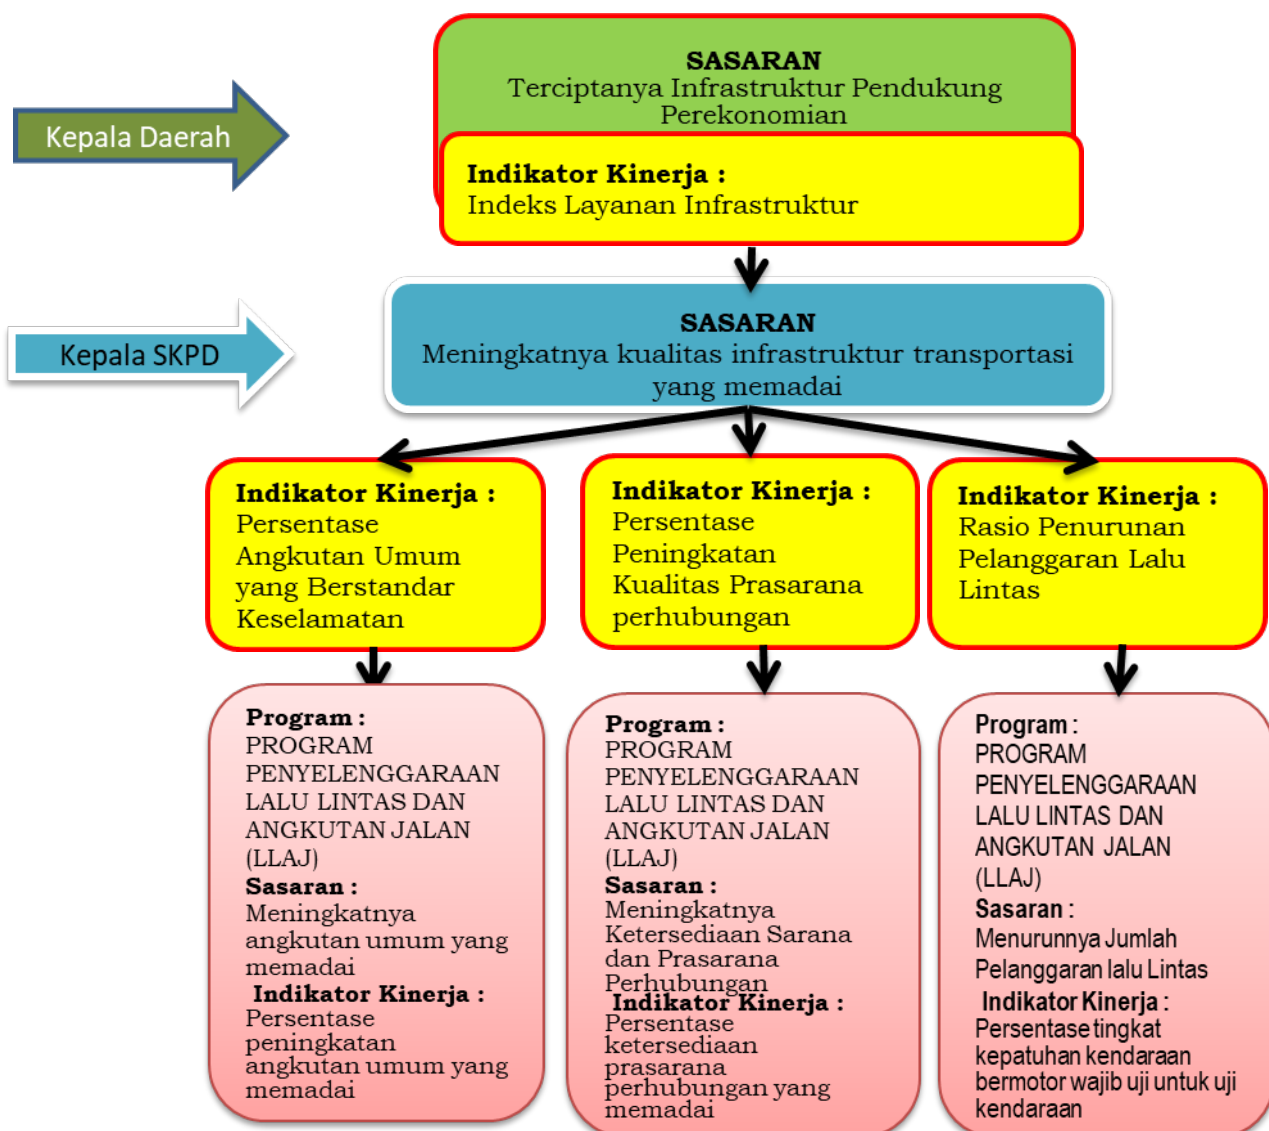 SASARAN
Terciptanya Infrastruktur Pendukung
Perekonomian
Kepala Daerah
Indikator Kinerja :
Indeks Layanan Infrastruktur
SASARAN
Meningkatnya kualitas infrastruktur transportasi
yang memadai
Kepala SKPD
Indikator Kinerja :
Persentase
Angkutan Umum
yang Berstandar
Keselamatan
Indikator Kinerja :
Persentase
Peningkatan
Kualitas Prasarana
perhubungan
Indikator Kinerja :
Rasio Penurunan
Pelanggaran Lalu
Lintas
Program :
PROGRAM
PENYELENGGARAAN
LALU LINTAS DAN
ANGKUTAN JALAN
(LLAJ)
Sasaran :
Meningkatnya
angkutan umum yang
memadai
Indikator Kinerja :
Persentase
peningkatan
angkutan umum yang
memadai
Program :
PROGRAM
PENYELENGGARAAN
LALU LINTAS DAN
ANGKUTAN JALAN
(LLAJ)
Sasaran :
Meningkatnya
Ketersediaan Sarana
dan Prasarana
Perhubungan
Indikator Kinerja :
Persentase
ketersediaan
prasarana
perhubungan yang
memadai
Program :
PROGRAM
PENYELENGGARAAN
LALU LINTAS DAN
ANGKUTAN JALAN
(LLAJ)
Sasaran :
Menurunnya Jumlah
Pelanggaran lalu Lintas
Indikator Kinerja :
Persentase tingkat
kepatuhan kendaraan
bermotor wajib uji untuk uji
kendaraan